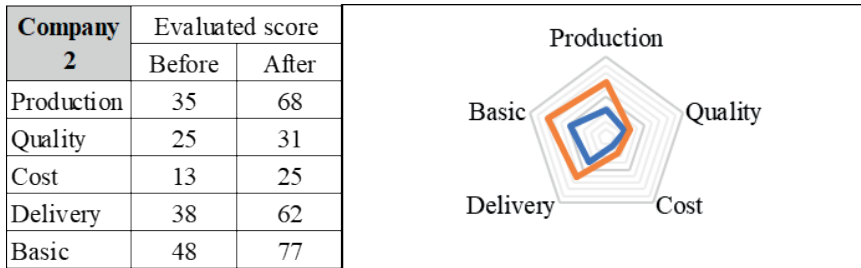 Company 2 Evaluated score
Before After
Production 35 68
Quality 25 31
Cost 13 25
Delivery 38 62
Basic 48 77
Production
Basic Quality
Delivery Cost